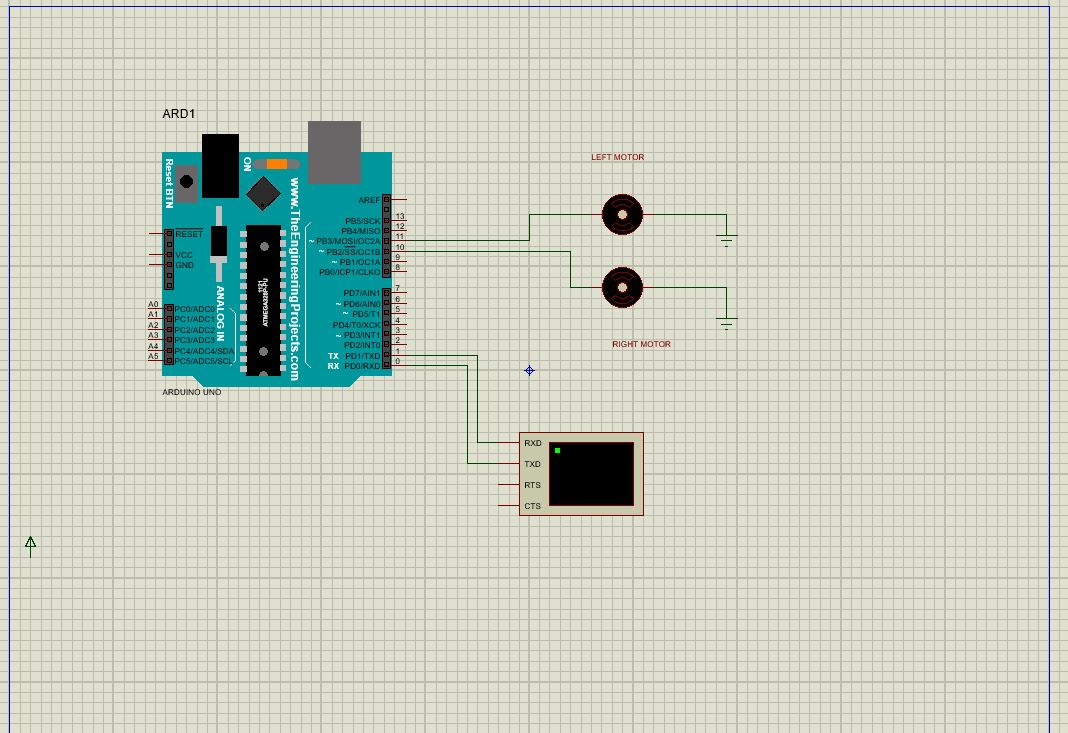 ARD1
ARDUINO UNO
Reset BTN
ON
www.TheEngineeringProjects.com
ANALOG IN
RESET
VCC
GND
A0 PC0/ADC0
A1 PC1/ADC1
A2 PC2/ADC2
A3 PC3/ADC3
A4 PC4/ADC4/SDA
A5 PC5/ADC5/SCL
AREF
PB5/SCK 13
PB4/MISO 12
~ PB3/MOSI/OC2A 11
~ PB2/SS/OC1B 10
~ PB1/OC1A 9
PB0/ICP1/CLKO 8
PD7/AIN1 7
~ PD6/AIN0 6
~ PD5/T1 5
PD4/T0/XCK 4
~ PD3/INT1 3
PD2/INT0 2
TX PD1/TXD 1
RX PD0/RXD 0
LEFT MOTOR
RIGHT MOTOR
RXD
TXD
RTS
CTS